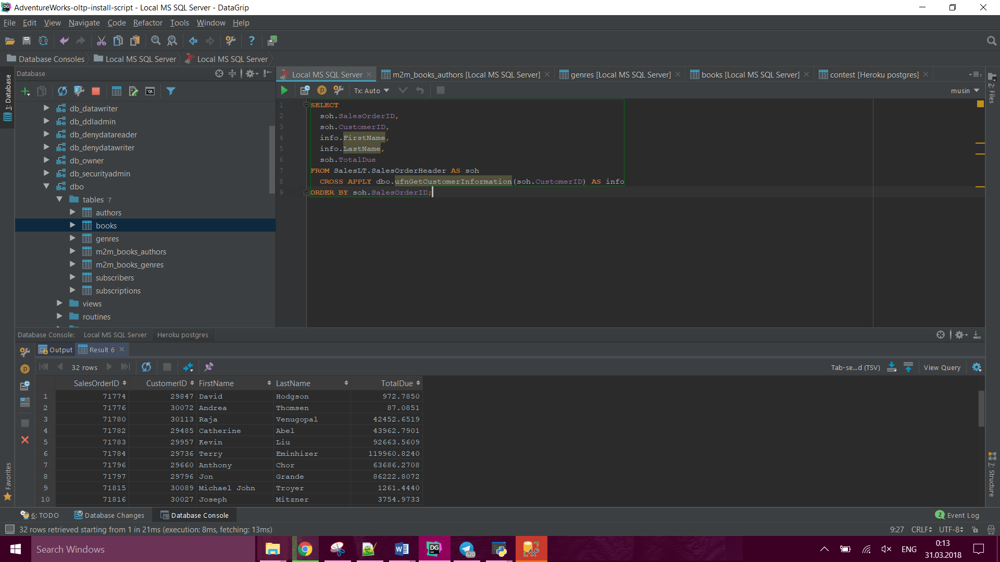 AdventureWorks-oltp-install-script - Local MS SQL Server - DataGrip
File Edit View Navigate Code Refactor Tools Window Help
Database Consoles Local MS SQL Server Local MS SQL Server
1: Database
Database
db_datawriter
db_ddladmin
db_denydatareader
db_denydatawriter
db_owner
db_securityadmin
dbo
tables 7
authors
books
genres
m2m_books_authors
m2m_books_genres
subscribers
subscriptions
views
routines
Local MS SQL Server m2m_books_authors [Local MS SQL Server] genres [Local MS SQL Server] books [Local MS SQL Server] contest [Heroku postgres]
Tx: Auto musin
1 SELECT
2 soh.SalesOrderID,
3 soh.CustomerID,
4 info.FirstName,
5 info.LastName,
6 soh.TotalDue
7 FROM SalesLT.SalesOrderHeader AS soh
8 CROSS APPLY dbo.ufnGetCustomerInformation(soh.CustomerID) AS info
9 ORDER BY soh.SalesOrderID;
2: Files
7: Structure
Favorites
Database Console: Local MS SQL Server Heroku postgres
Output Result 6
32 rows Tab-se...d (TSV) View Query
SalesOrderID CustomerID FirstName LastName TotalDue
1 71774 29847 David Hodgson 972.7850
2 71776 30072 Andrea Thomsen 87.0851
3 71780 30113 Raja Venugopal 42452.6519
4 71782 29485 Catherine Abel 43962.7901
5 71783 29957 Kevin Liu 92663.5609
6 71784 29736 Terry Eminhizer 119960.8240
7 71796 29660 Anthony Chor 63686.2708
8 71797 29796 Jon Grande 86222.8072
9 71815 30089 Michael John Troyer 1261.4440
10 71816 30027 Joseph Mitzner 3754.9733
6: TODO Database Changes Database Console 2 Event Log
32 rows retrieved starting from 1 in 21ms (execution: 8ms, fetching: 13ms) 9:27 CRLF UTF-8
Search Windows DG 620 ENG 0:13
31.03.2018